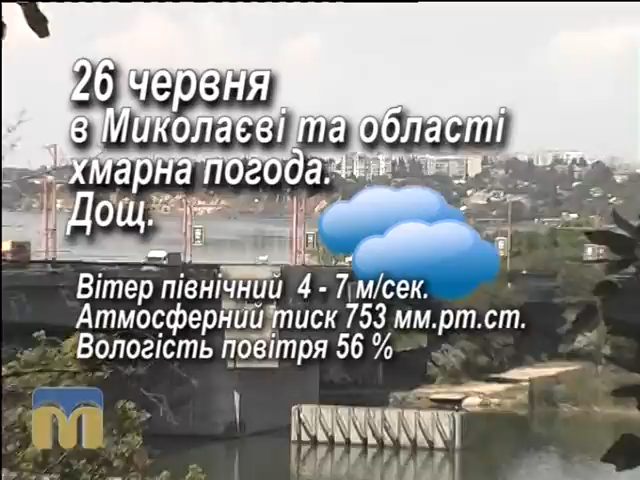 26 червня
в Миколаєві та області
хмарна погода.
Дощ.
Вітер північний 4 - 7 м/сек.
Атмосферний тиск 753 мм.рт.ст.
Вологість повітря 56 %
М